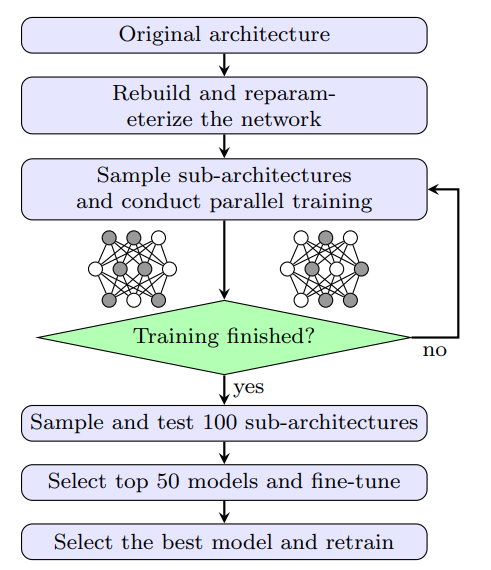 Original architecture
Rebuild and reparam-
eterize the network
Sample sub-architectures
and conduct parallel training
Training finished?
no
yes
Sample and test 100 sub-architectures
Select top 50 models and fine-tune
Select the best model and retrain